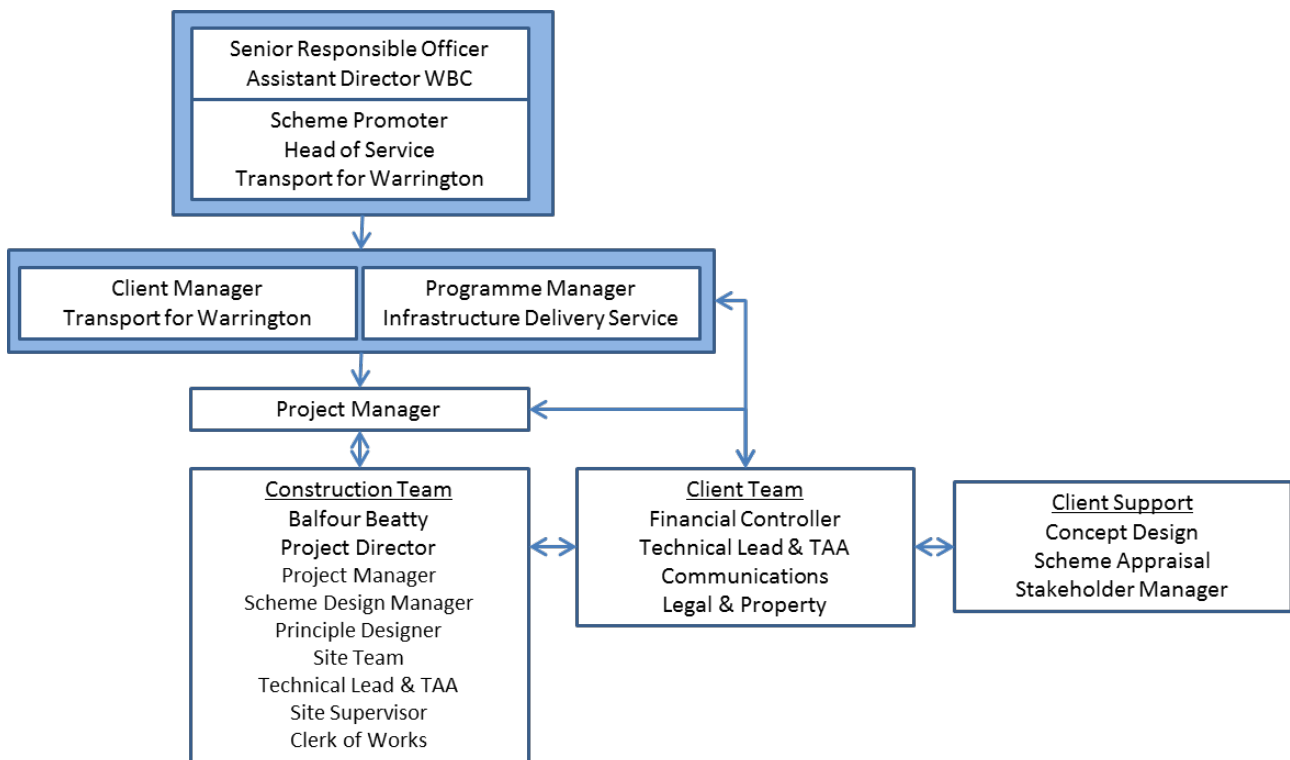 Senior Responsible Officer
Assistant Director WBC
Scheme Promoter
Head of Service
Transport for Warrington
Client Manager
Transport for Warrington
Programme Manager
Infrastructure Delivery Service
Project Manager
Construction Team
Balfour Beatty
Project Director
Project Manager
Scheme Design Manager
Principle Designer
Site Team
Technical Lead & TAA
Site Supervisor
Clerk of Works
Client Team
Financial Controller
Technical Lead & TAA
Communications
Legal & Property
Client Support
Concept Design
Scheme Appraisal
Stakeholder Manager